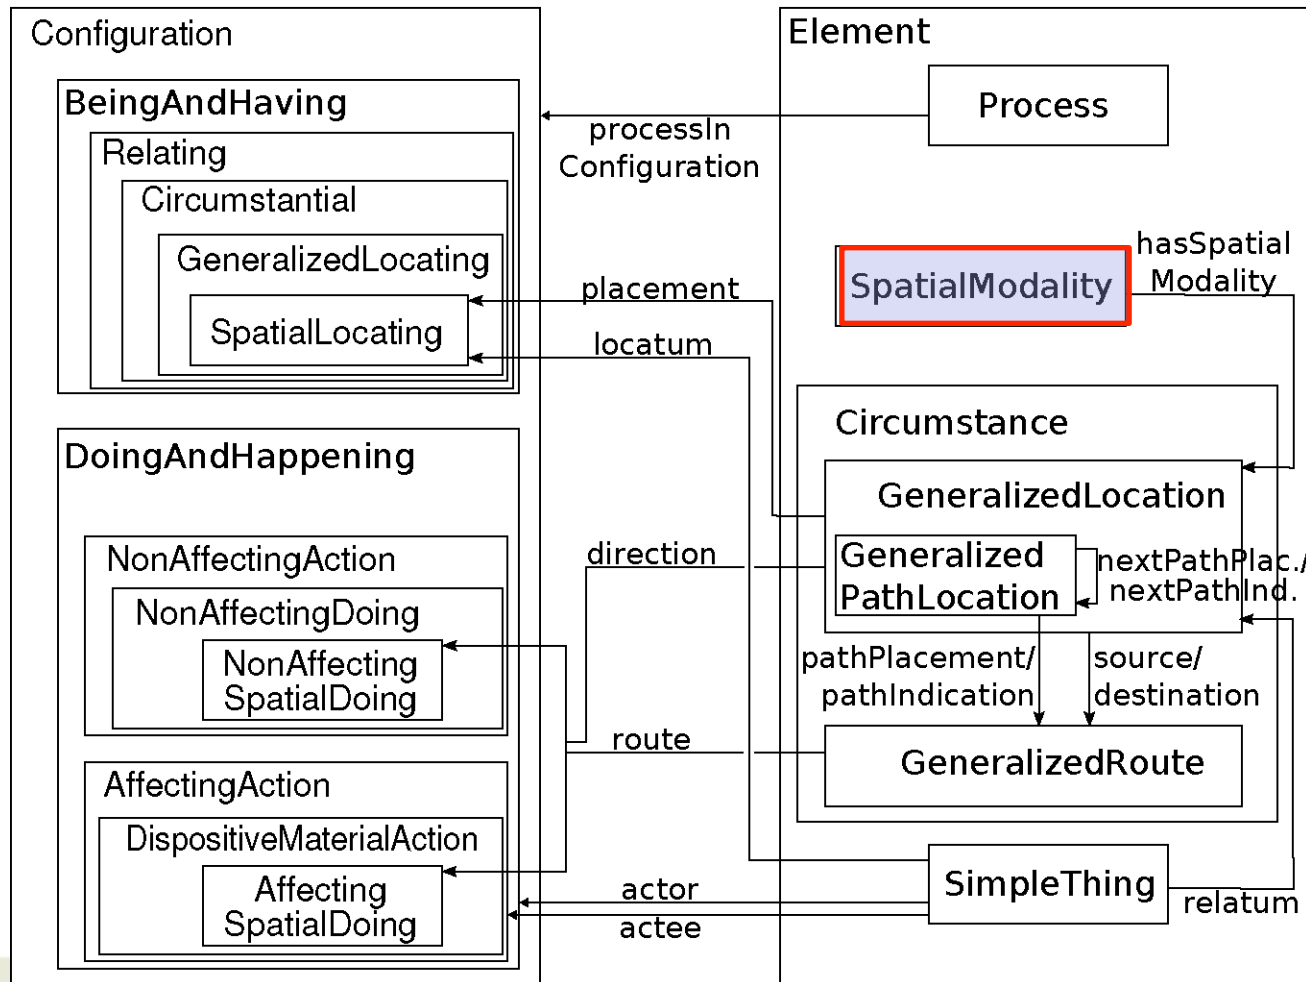 Configuration
BeingAndHaving
Relating
Circumstantial
GeneralizedLocating
SpatialLocating
DoingAndHappening
NonAffectingAction
NonAffectingDoing
NonAffecting
SpatialDoing
AffectingAction
DispositiveMaterialAction
Affecting
SpatialDoing
processIn
Configuration
placement
locatum
direction
route
actor
actee
Element
Process
SpatialModality
hasSpatial
Modality
Circumstance
GeneralizedLocation
Generalized
PathLocation
nextPathPlac./
nextPathInd.
pathPlacement/
pathIndication
source/
destination
GeneralizedRoute
SimpleThing
relatum